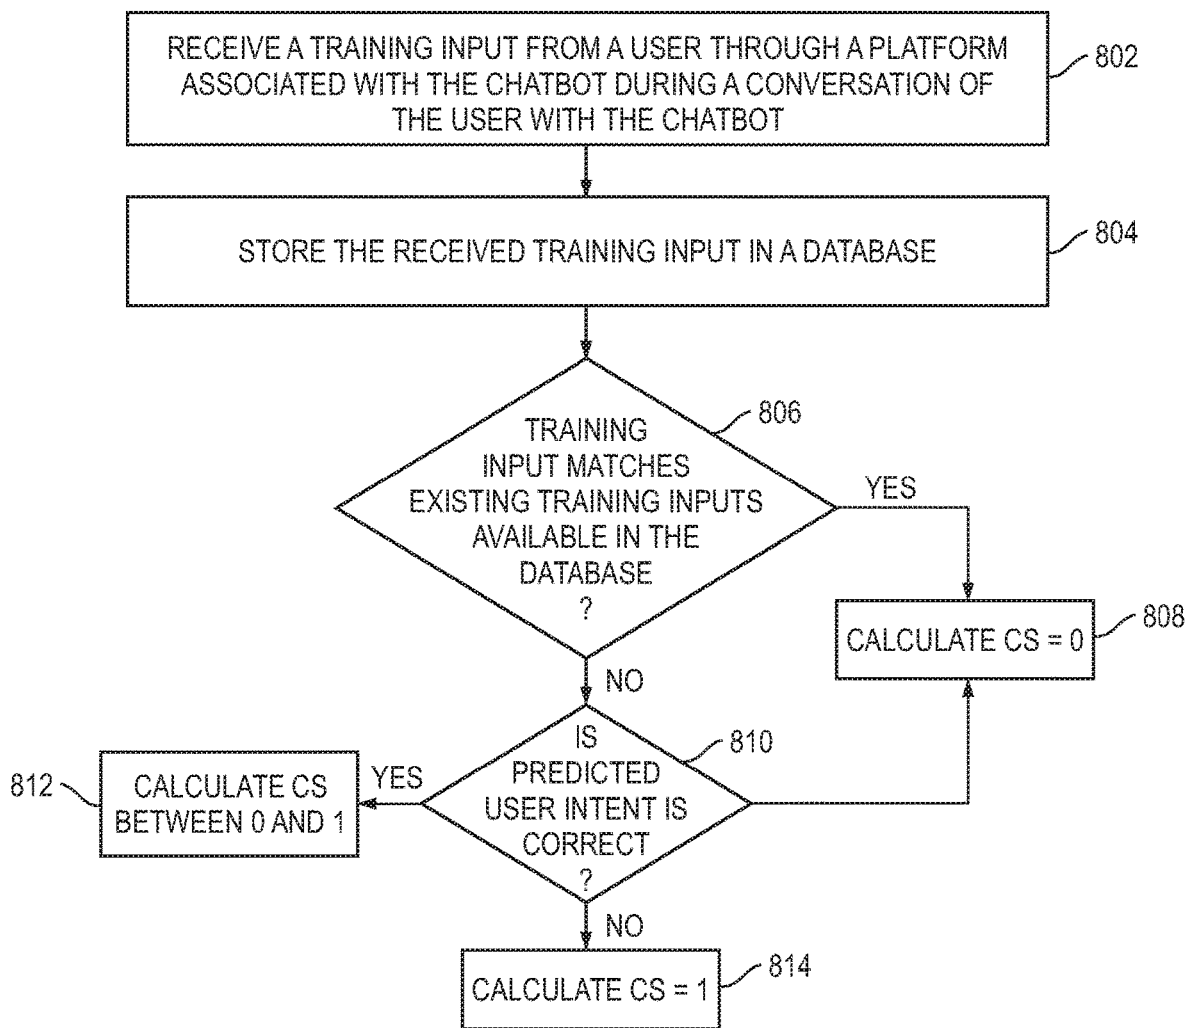 RECEIVE A TRAINING INPUT FROM A USER THROUGH A PLATFORM
ASSOCIATED WITH THE CHATBOT DURING A CONVERSATION OF
THE USER WITH THE CHATBOT
802
STORE THE RECEIVED TRAINING INPUT IN A DATABASE
804
TRAINING
INPUT MATCHES
EXISTING TRAINING INPUTS
AVAILABLE IN THE
DATABASE
?
806
YES
CALCULATE CS = 0
808
NO
IS
PREDICTED
USER INTENT IS
CORRECT
?
810
YES
812
CALCULATE CS
BETWEEN 0 AND 1
NO
CALCULATE CS = 1
814